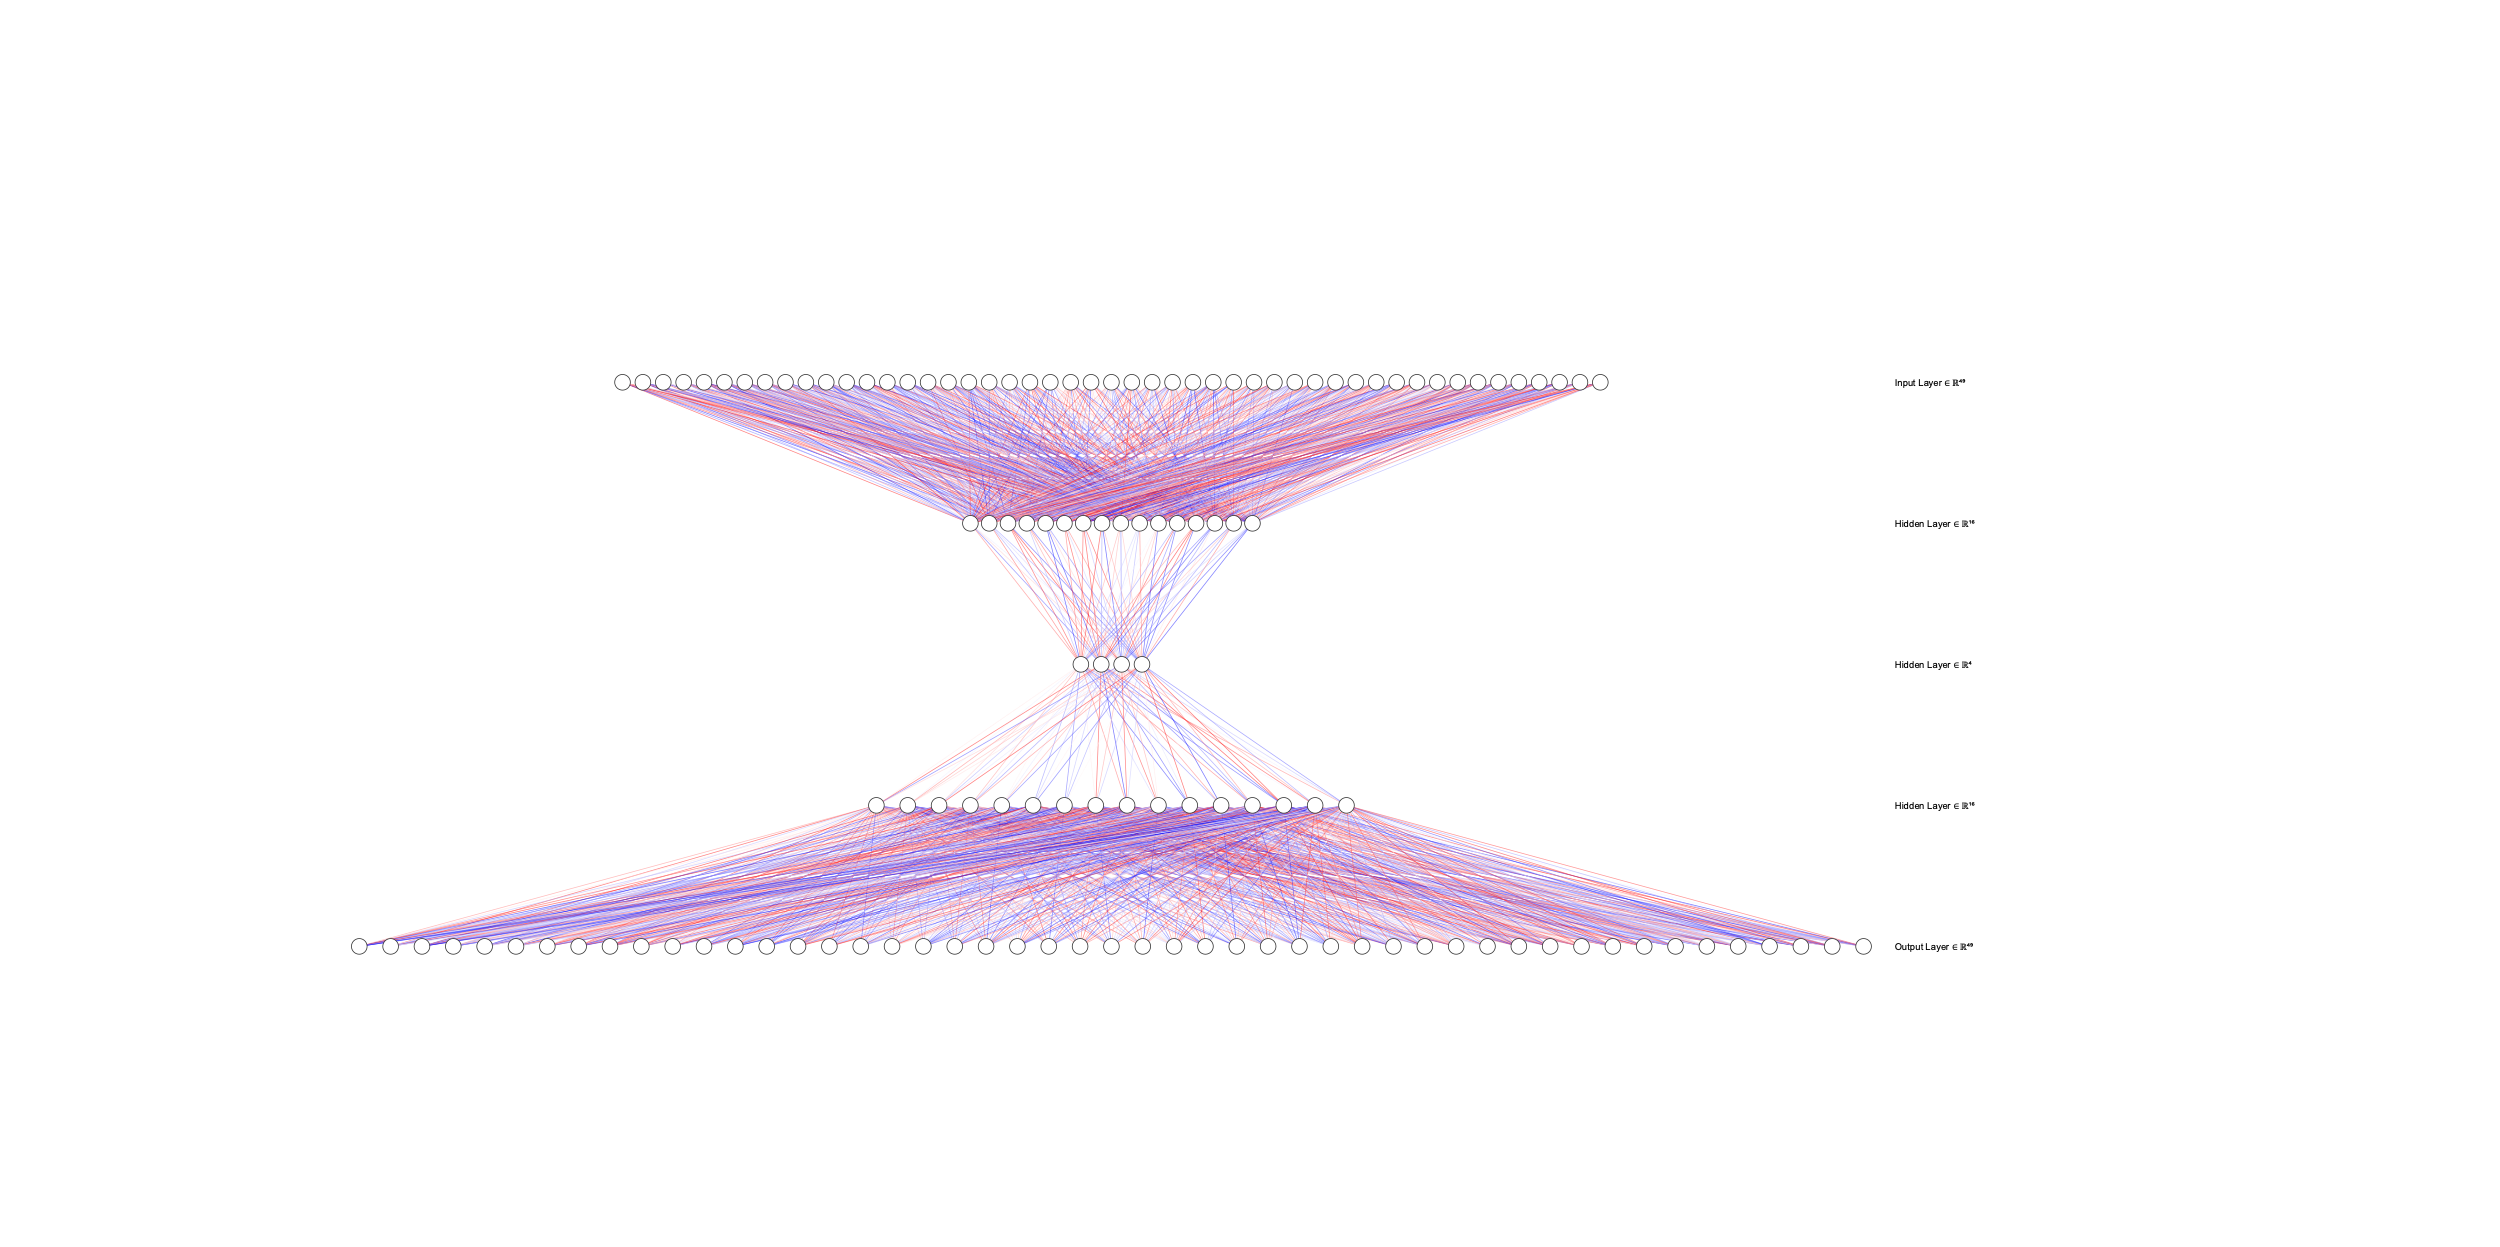 Input Layer ∈ ℝ⁴⁹
Hidden Layer ∈ ℝ¹⁶
Hidden Layer ∈ ℝ⁴
Hidden Layer ∈ ℝ¹⁶
Output Layer ∈ ℝ⁴⁹